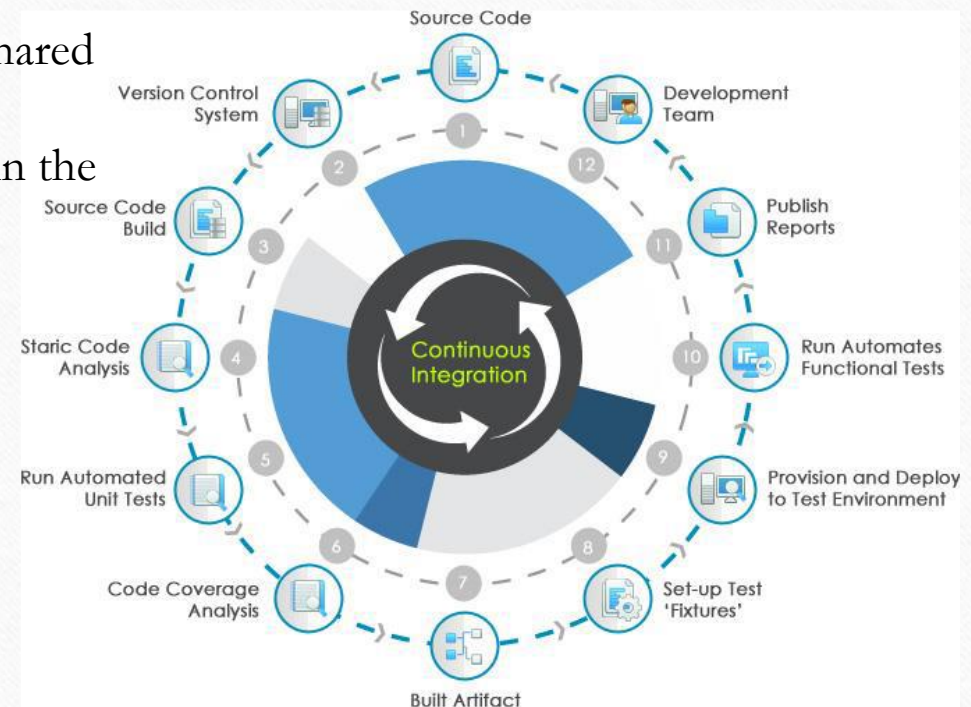 hared
in the
Source Code
Version Control
System
Source Code
Build
Staric Code
Analysis
Run Automated
Unit Tests
Code Coverage
Analysis
Built Artifact
Set-up Test
'Fixtures'
Provision and Deploy
to Test Environment
Run Automates
Functional Tests
Publish
Reports
Development
Team
1
2
3
4
5
6
7
8
9
10
11
12
Continuous
Integration